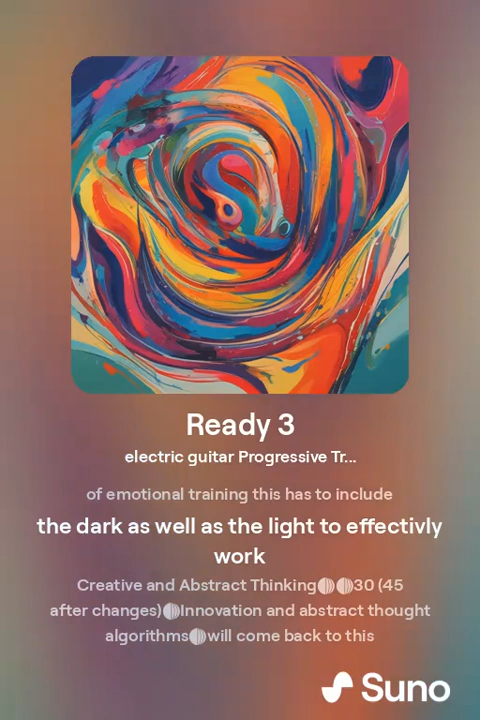 Ready 3
electric guitar Progressive Tr...
of emotional training this has to include
the dark as well as the light to effectivly
work
Creative and Abstract Thinking◍◍30 (45
after changes)◍Innovation and abstract thought
algorithms◍will come back to this
Suno